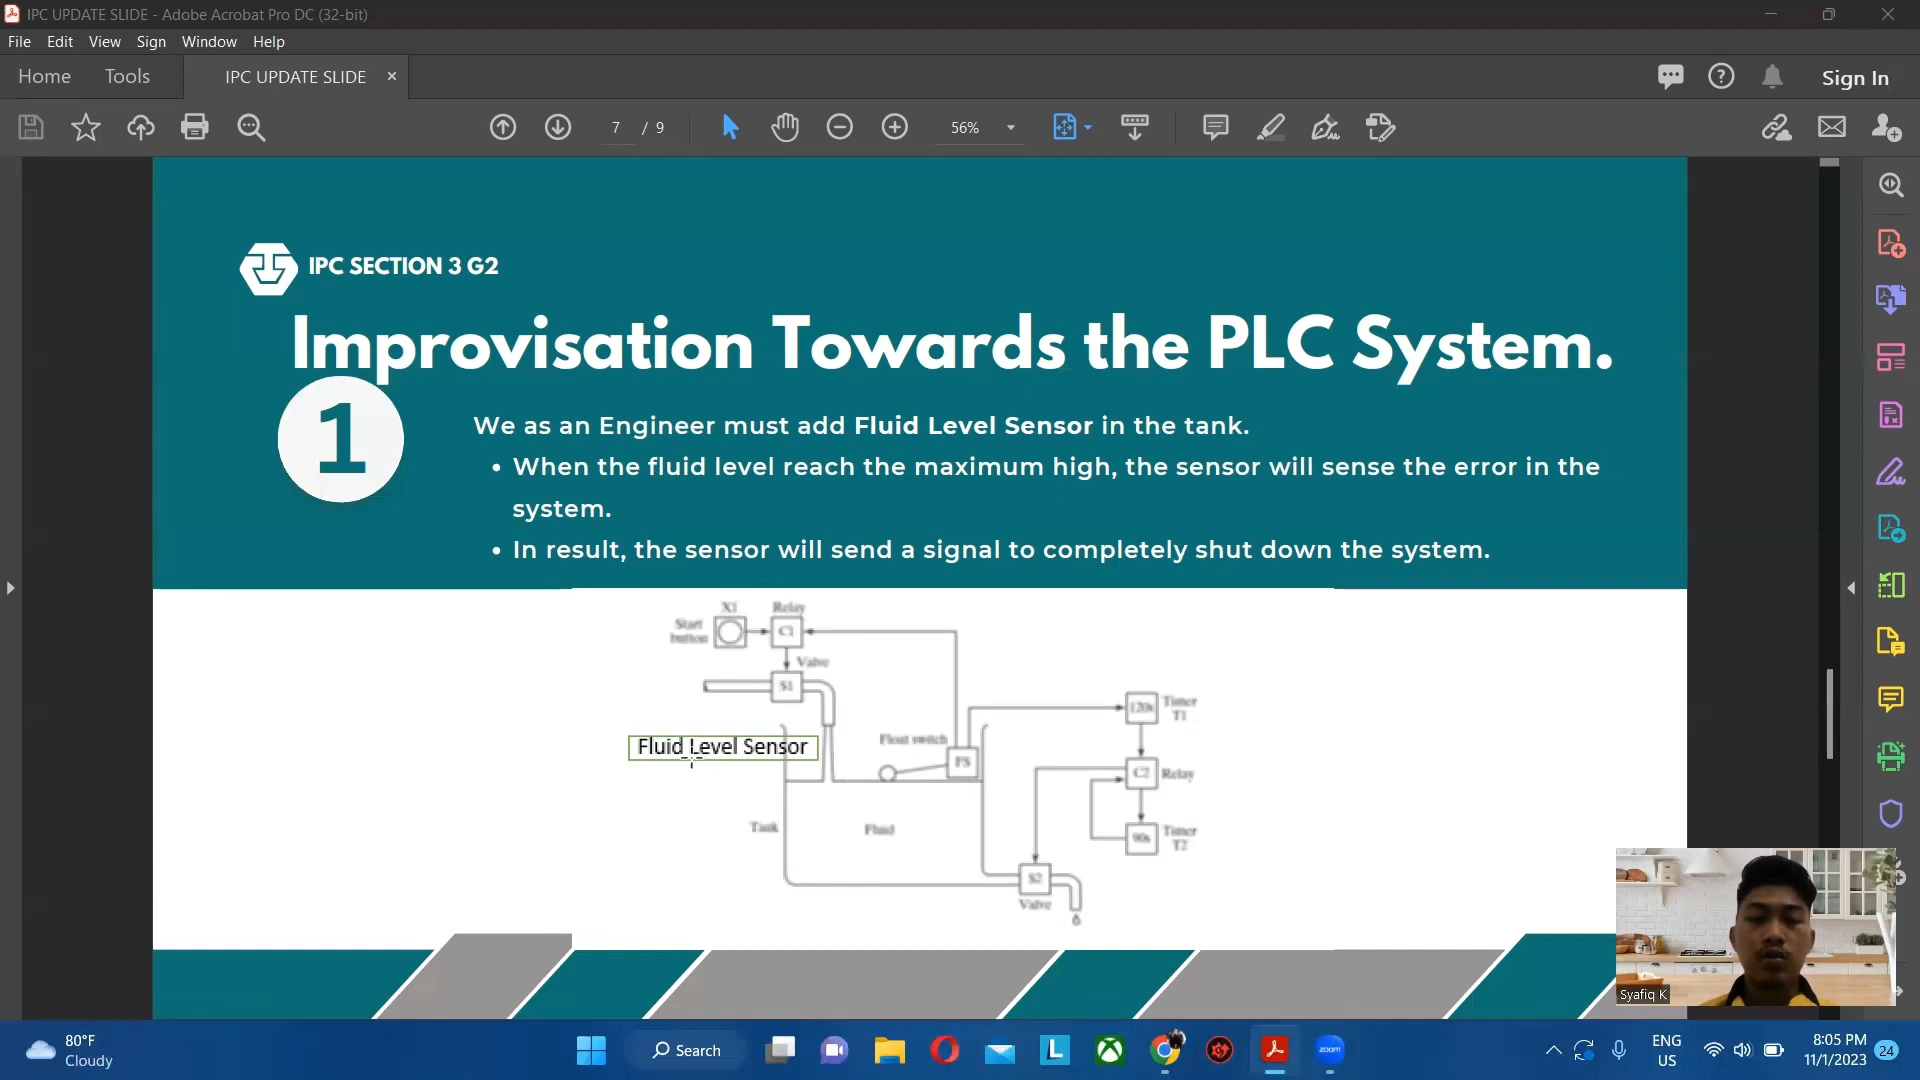 IPC UPDATE SLIDE - Adobe Acrobat Pro DC (32-bit)
File Edit View Sign Window Help
Home Tools IPC UPDATE SLIDE × Sign In
7 / 9 56%
IPC SECTION 3 G2
Improvisation Towards the PLC System.
1
We as an Engineer must add Fluid Level Sensor in the tank.
• When the fluid level reach the maximum high, the sensor will sense the error in the
system.
• In result, the sensor will send a signal to completely shut down the system.
X1 Relay
Start
button
C1
Valve
S1
120s Timer
T1
Fluid Level Sensor
Float switch
FS
C2 Relay
Tank Fluid
90s Timer
T2
S2
Valve
Syafiq K
80°F
Cloudy
Search
L
zoom
ENG
US
8:05 PM
11/1/2023
24